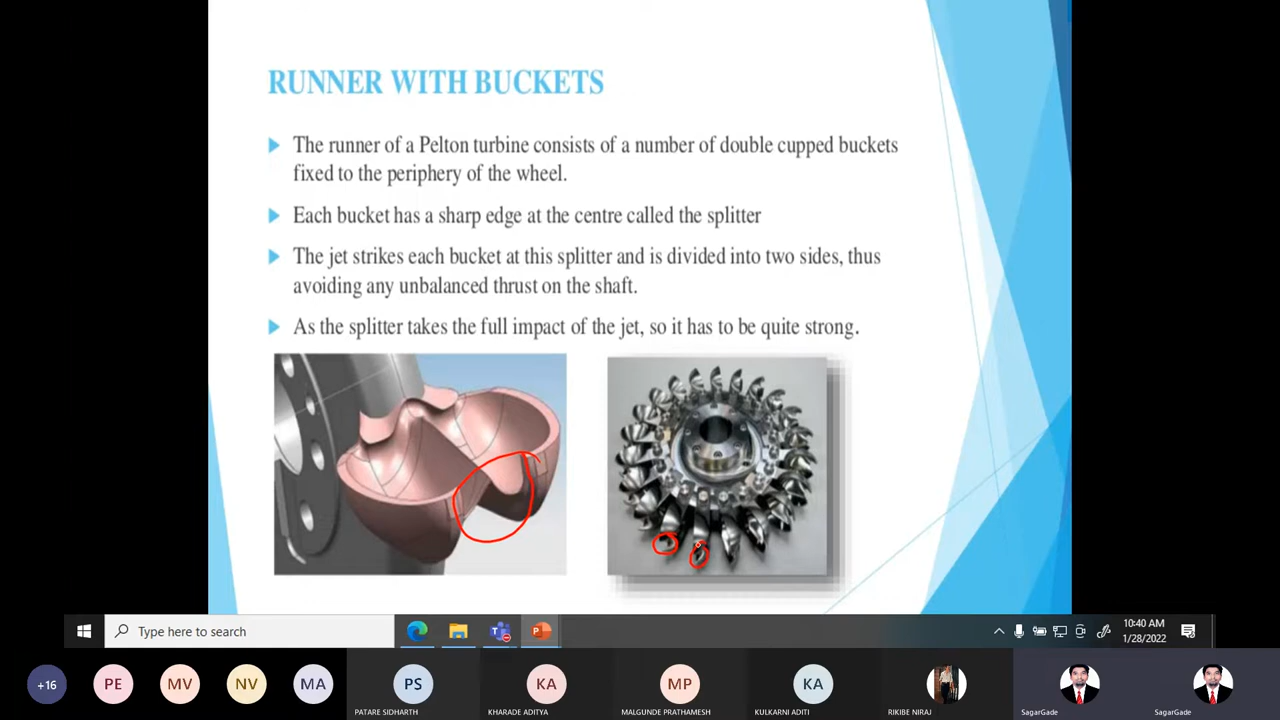 RUNNER WITH BUCKETS
The runner of a Pelton turbine consists of a number of double cupped buckets
fixed to the periphery of the wheel.
Each bucket has a sharp edge at the centre called the splitter
The jet strikes each bucket at this splitter and is divided into two sides, thus
avoiding any unbalanced thrust on the shaft.
As the splitter takes the full impact of the jet, so it has to be quite strong.
Type here to search
10:40 AM
1/28/2022
+16
PE
MV
NV
MA
PS
KA
MP
KA
PATARE SIDHARTH
KHARADE ADITYA
MALGUNDE PRATHAMESH
KULKARNI ADITI
RIKIBE NIRAJ
SagarGade
SagarGade